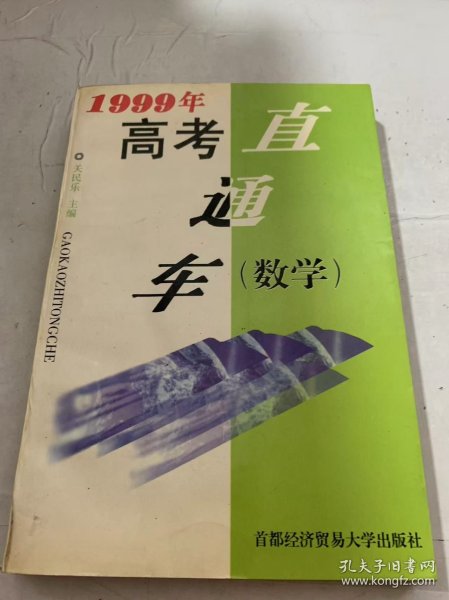 1999年
高考直
通
车（数学）
关民乐 主编
GAOKAOZHITONGCHE
首都经济贸易大学出版社
孔夫子旧书网
www.kongfz.com